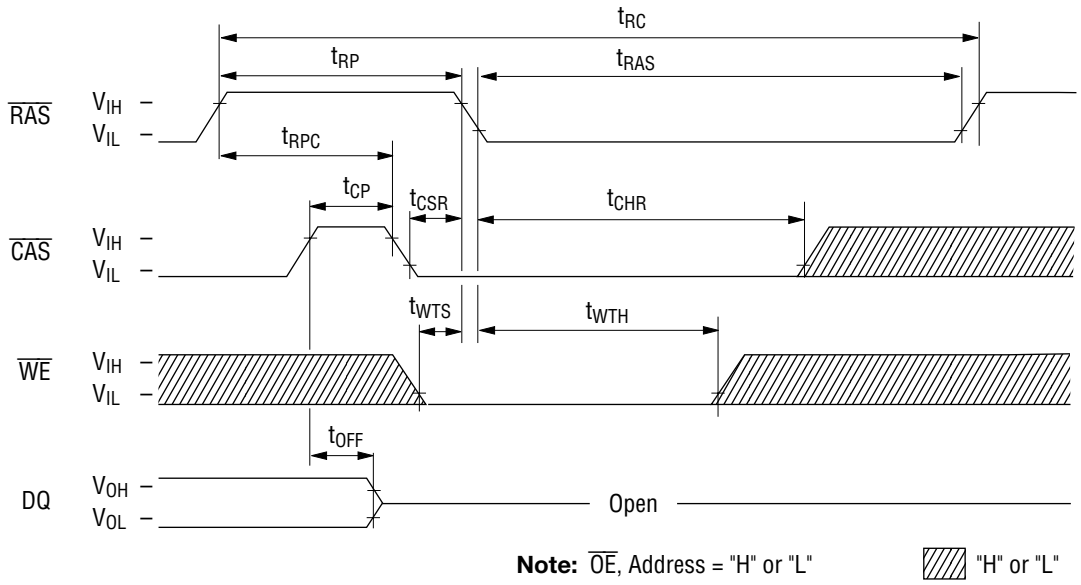 tRC
tRP
tRAS
RAS
VIH
VIL
tRPC
tCP
tCSR
tCHR
CAS
VIH
VIL
tWTS
tWTH
WE
VIH
VIL
tOFF
DQ
VOH
VOL
Open
Note: OE, Address = "H" or "L"
"H" or "L"